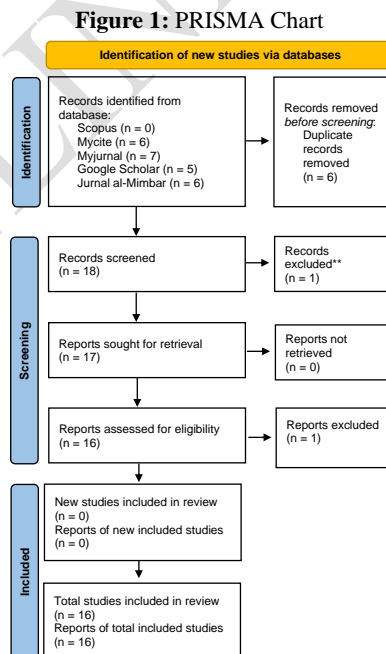 Figure 1: PRISMA Chart
Identification of new studies via databases
Identification
Records identified from
database:
Scopus (n = 0)
Mycite (n = 6)
Myjurnal (n = 7)
Google Scholar (n = 5)
Jurnal al-Mimbar (n = 6)
Records removed
before screening:
Duplicate
records
removed
(n = 6)
Screening
Records screened
(n = 18)
Records
excluded**
(n = 1)
Reports sought for retrieval
(n = 17)
Reports not
retrieved
(n = 0)
Reports assessed for eligibility
(n = 16)
Reports excluded
(n = 1)
Included
New studies included in review
(n = 0)
Reports of new included studies
(n = 0)
Total studies included in review
(n = 16)
Reports of total included studies
(n = 16)